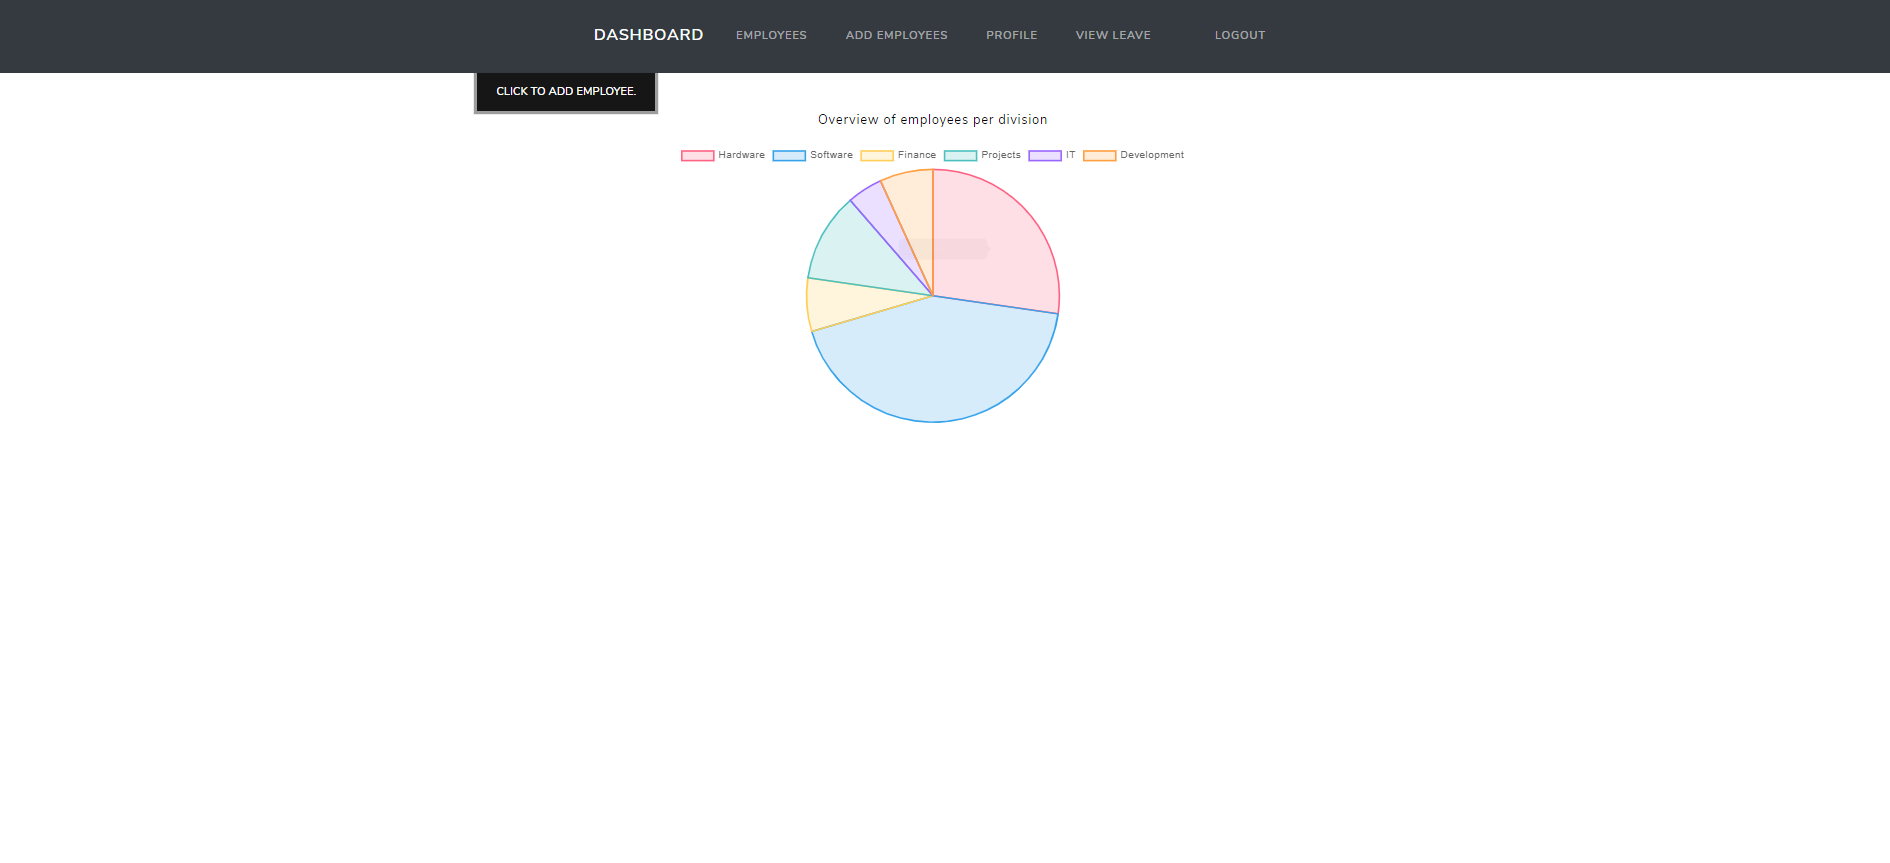 DASHBOARD EMPLOYEES ADD EMPLOYEES PROFILE VIEW LEAVE LOGOUT
CLICK TO ADD EMPLOYEE.
Overview of employees per division
Hardware Software Finance Projects IT Development